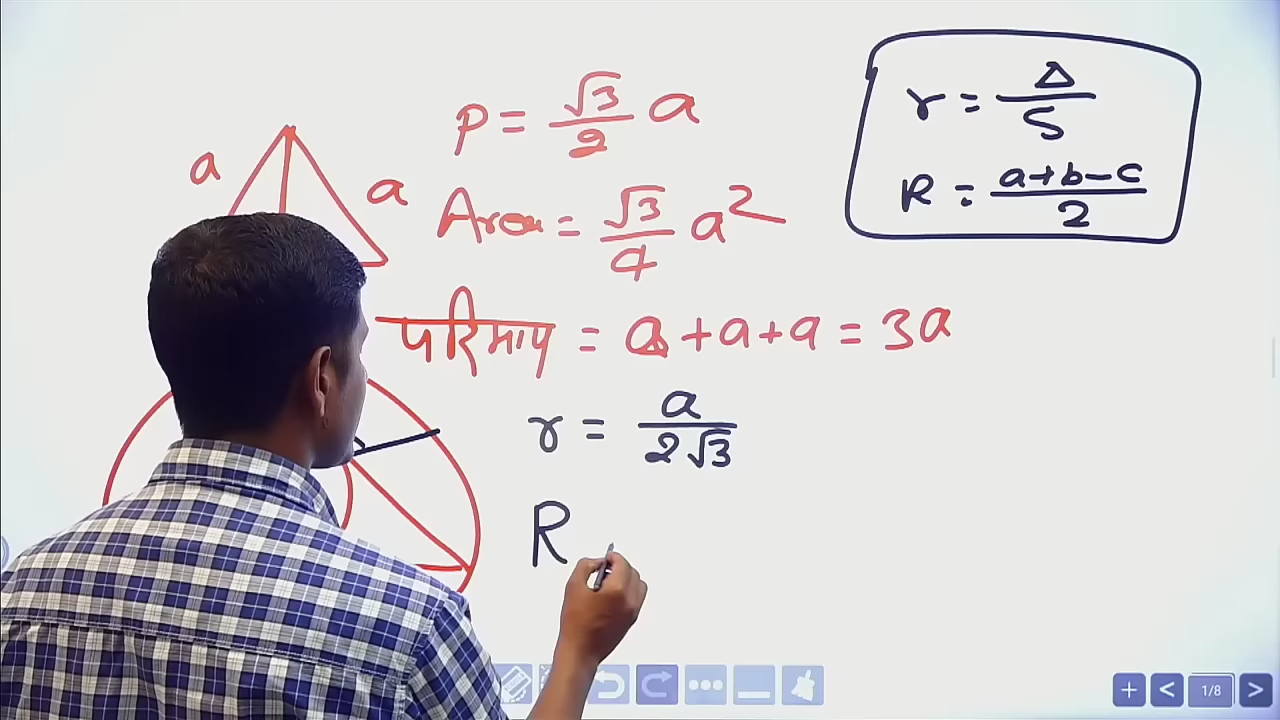 P = √3/2 a
a
a
Area = √3/4 a²
परिमाप = a + a + a = 3a
r = a/2√3
R
r = Δ/S
R = a+b-c/2
1/8